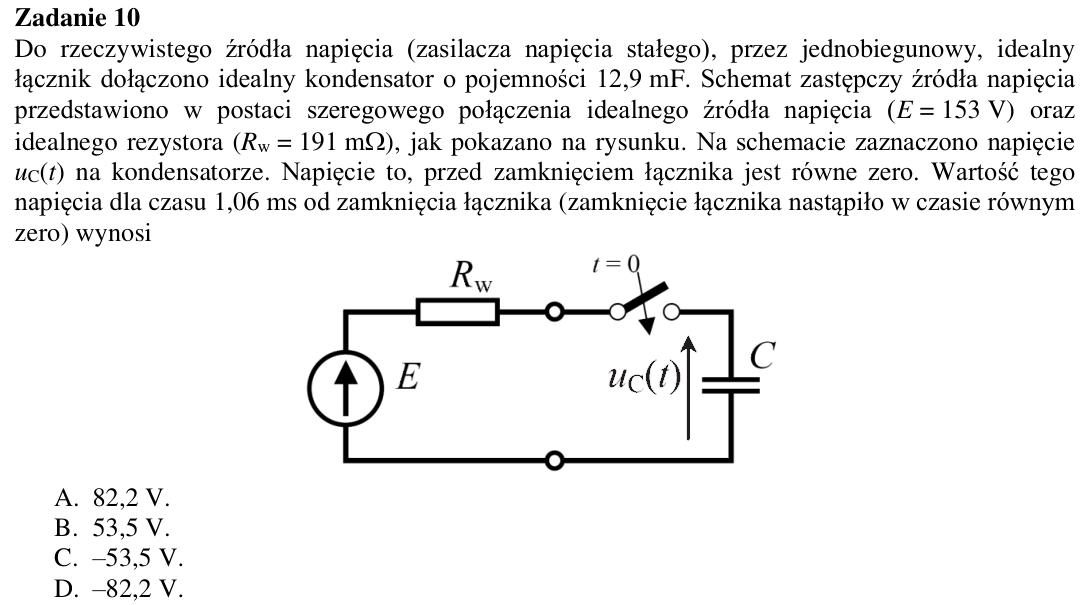 Zadanie 10
Do rzeczywistego źródła napięcia (zasilacza napięcia stałego), przez jednobiegunowy, idealny
łącznik dołączono idealny kondensator o pojemności 12,9 mF. Schemat zastępczy źródła napięcia
przedstawiono w postaci szeregowego połączenia idealnego źródła napięcia (E = 153 V) oraz
idealnego rezystora (Rw = 191 mΩ), jak pokazano na rysunku. Na schemacie zaznaczono napięcie
uC(t) na kondensatorze. Napięcie to, przed zamknięciem łącznika jest równe zero. Wartość tego
napięcia dla czasu 1,06 ms od zamknięcia łącznika (zamknięcie łącznika nastąpiło w czasie równym
zero) wynosi
Rw
t = 0
E
uC(t)
C
A. 82,2 V.
B. 53,5 V.
C. –53,5 V.
D. –82,2 V.